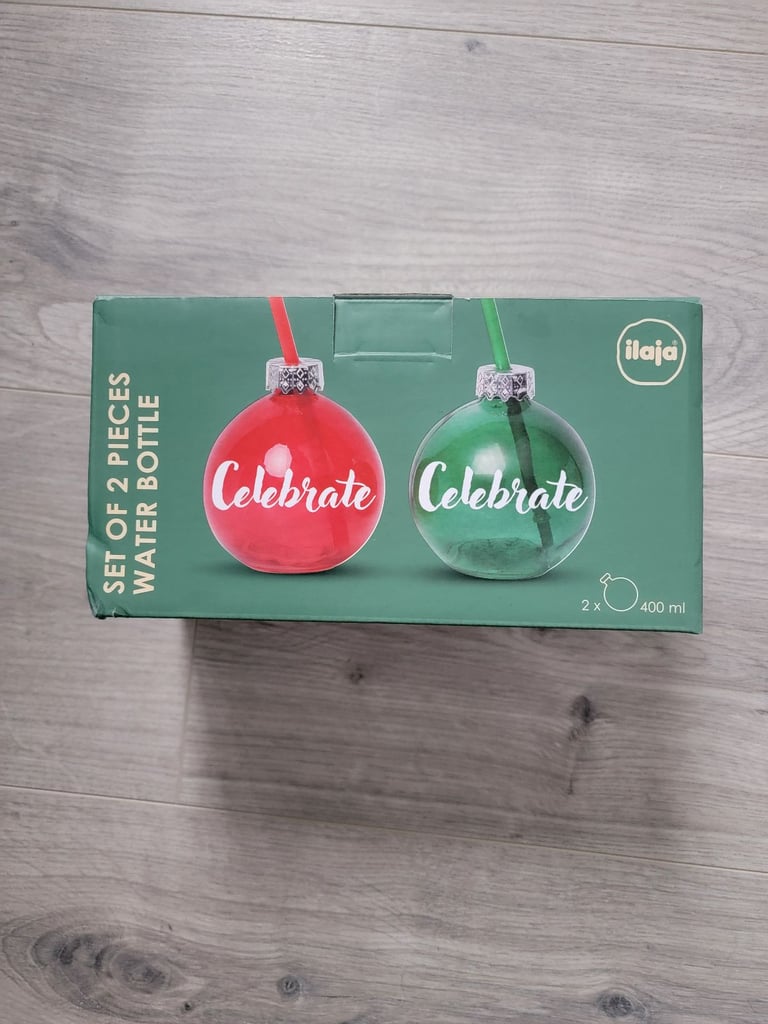 SET OF 2 PIECES
WATER BOTTLE
Celebrate
Celebrate
ilaja®
2 x 400 ml